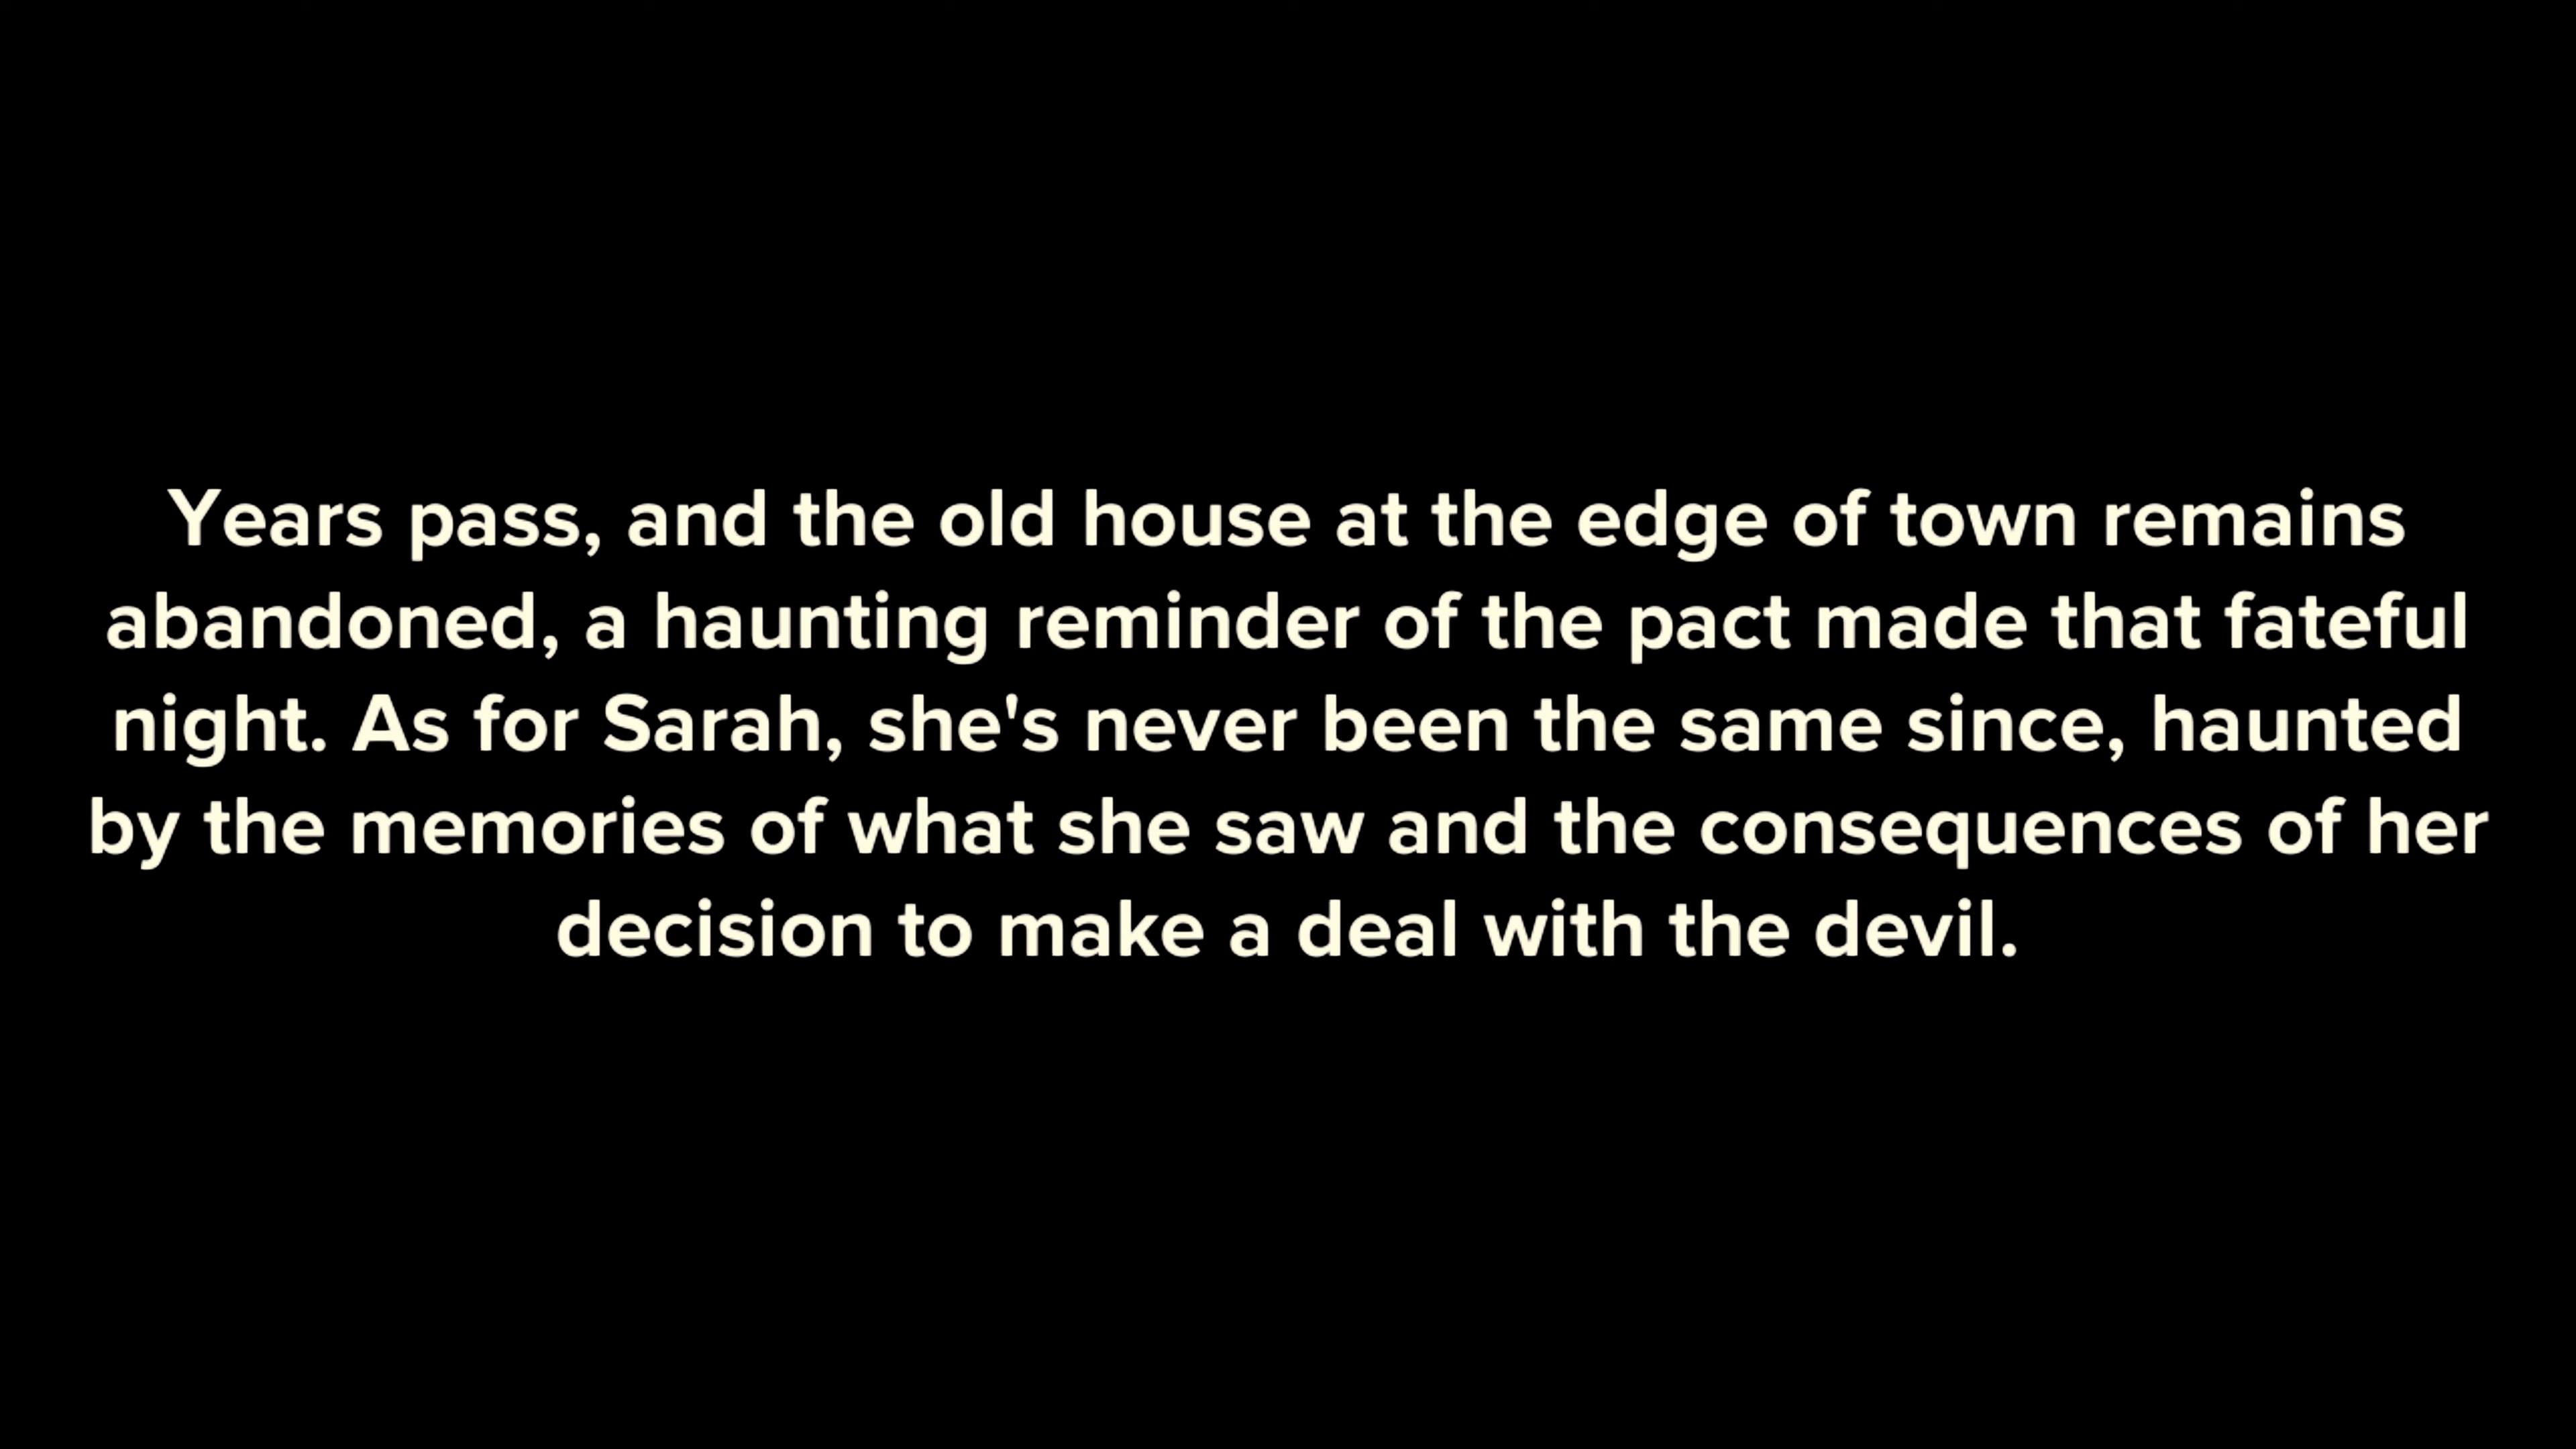 Years pass, and the old house at the edge of town remains
abandoned, a haunting reminder of the pact made that fateful
night. As for Sarah, she's never been the same since, haunted
by the memories of what she saw and the consequences of her
decision to make a deal with the devil.